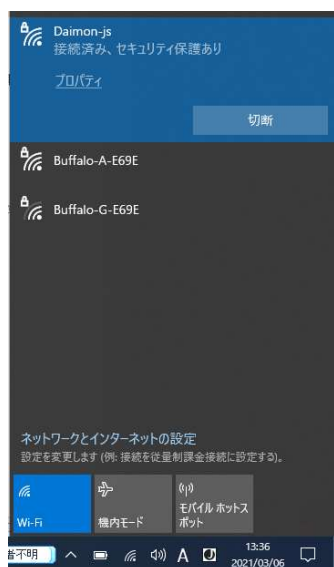 Daimon-js
接続済み、セキュリティ保護あり
プロパティ
切断
Buffalo-A-E69E
Buffalo-G-E69E
ネットワークとインターネットの設定
設定を変更します (例: 接続を従量制課金接続に設定する)。
Wi-Fi
機内モード
モバイル ホットス
ポット
者不明
A
13:36
2021/03/06